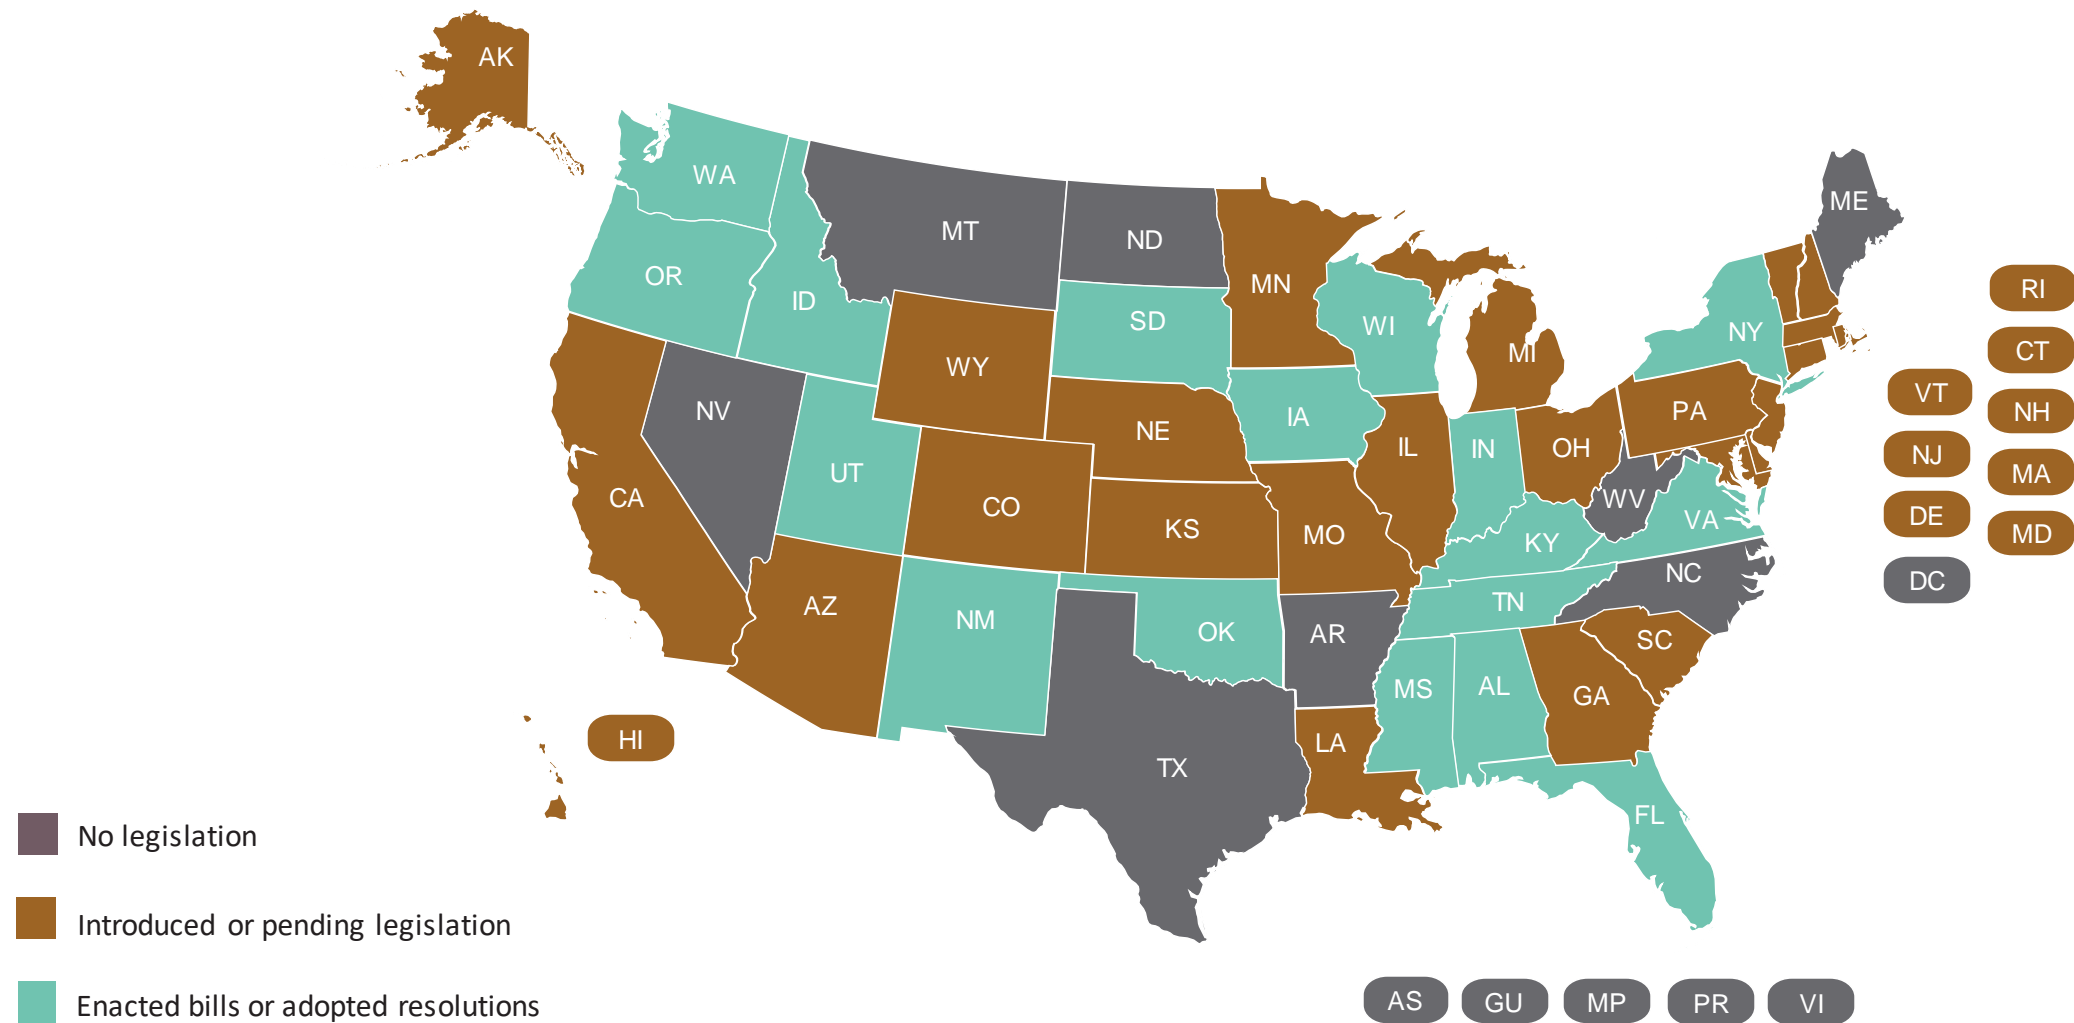 AK
WA
MT
ND
MN
ME
OR
ID
SD
WI
NY
RI
WY
MI
CT
NV
NE
IA
PA
VT
NH
UT
IL
IN
OH
NJ
MA
CA
CO
KS
MO
WV
VA
DE
MD
KY
NC
DC
AZ
NM
OK
AR
TN
SC
MS
AL
GA
HI
LA
TX
FL
No legislation
Introduced or pending legislation
Enacted bills or adopted resolutions
AS
GU
MP
PR
VI